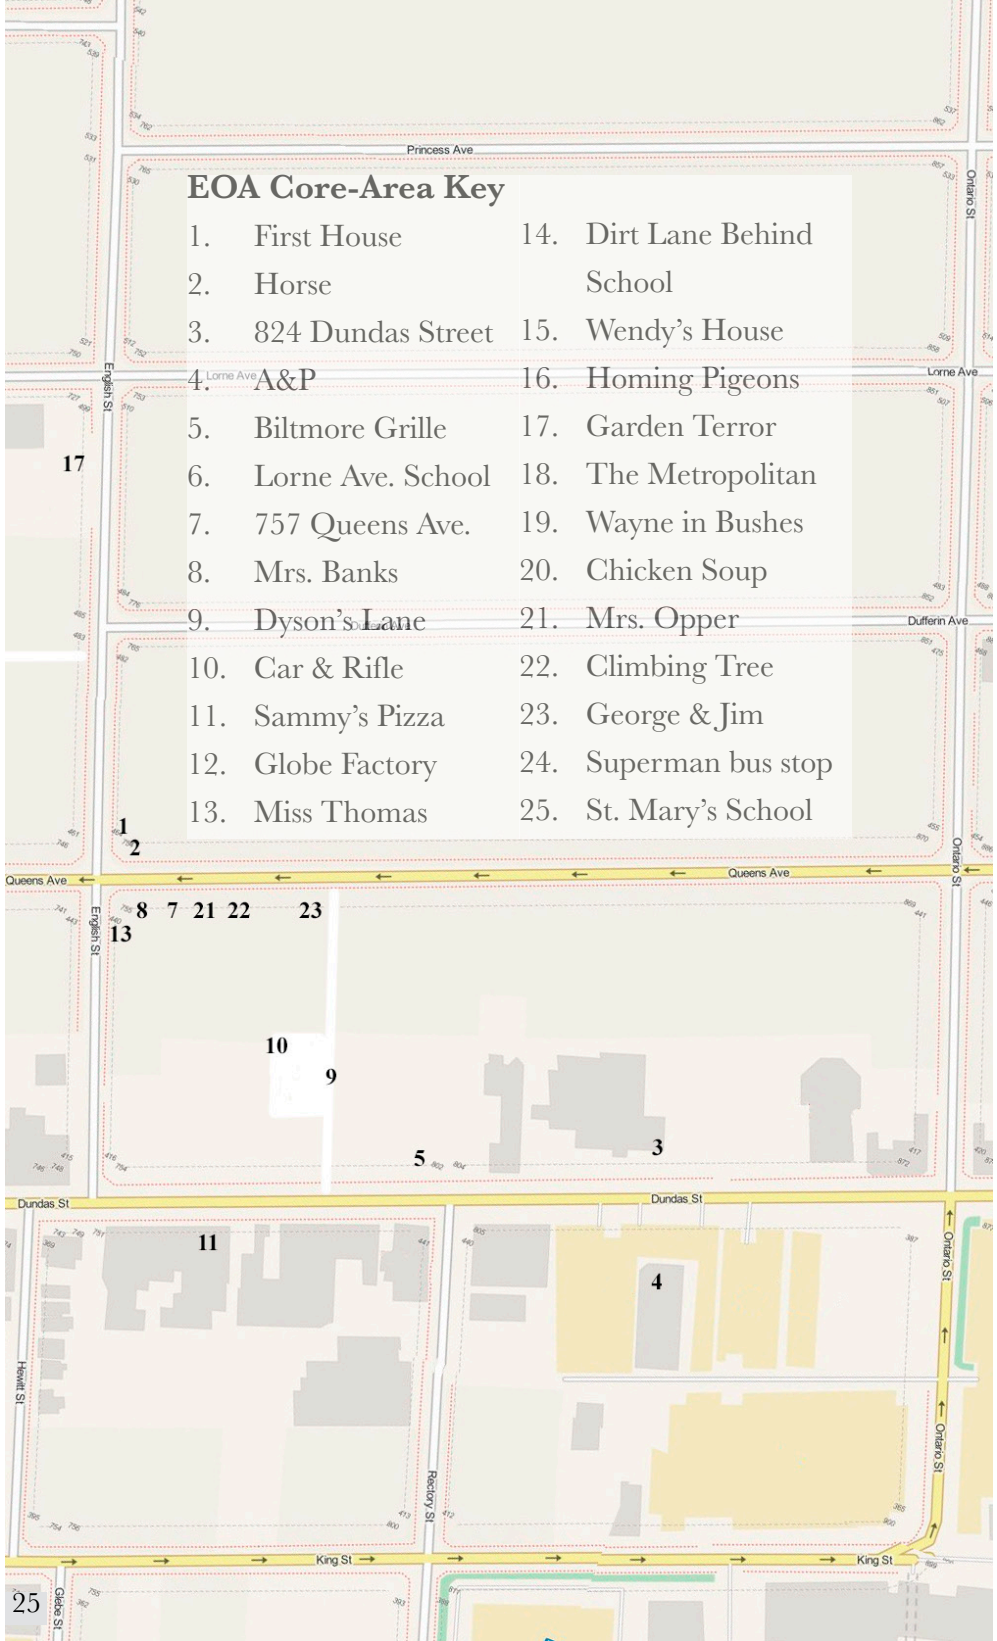 Princess Ave
Ontario St
EOA Core-Area Key
1. First House
2. Horse
3. 824 Dundas Street
4. A&P
5. Biltmore Grille
6. Lorne Ave. School
7. 757 Queens Ave.
8. Mrs. Banks
9. Dyson's Lane
10. Car & Rifle
11. Sammy's Pizza
12. Globe Factory
13. Miss Thomas
14. Dirt Lane Behind
School
15. Wendy's House
16. Homing Pigeons
17. Garden Terror
18. The Metropolitan
19. Wayne in Bushes
20. Chicken Soup
21. Mrs. Opper
22. Climbing Tree
23. George & Jim
24. Superman bus stop
25. St. Mary's School
English St
Lorne Ave
Lorne Ave
17
Dufferin Ave
1
2
Ontario St
Queens Ave
Queens Ave
English St
8 7 21 22 23
13
10
9
5
802 804
3
Dundas St
Dundas St
11
4
Ontario St
Hewitt St
Ontario St
Rectory St
King St
King St
Glebe St
25